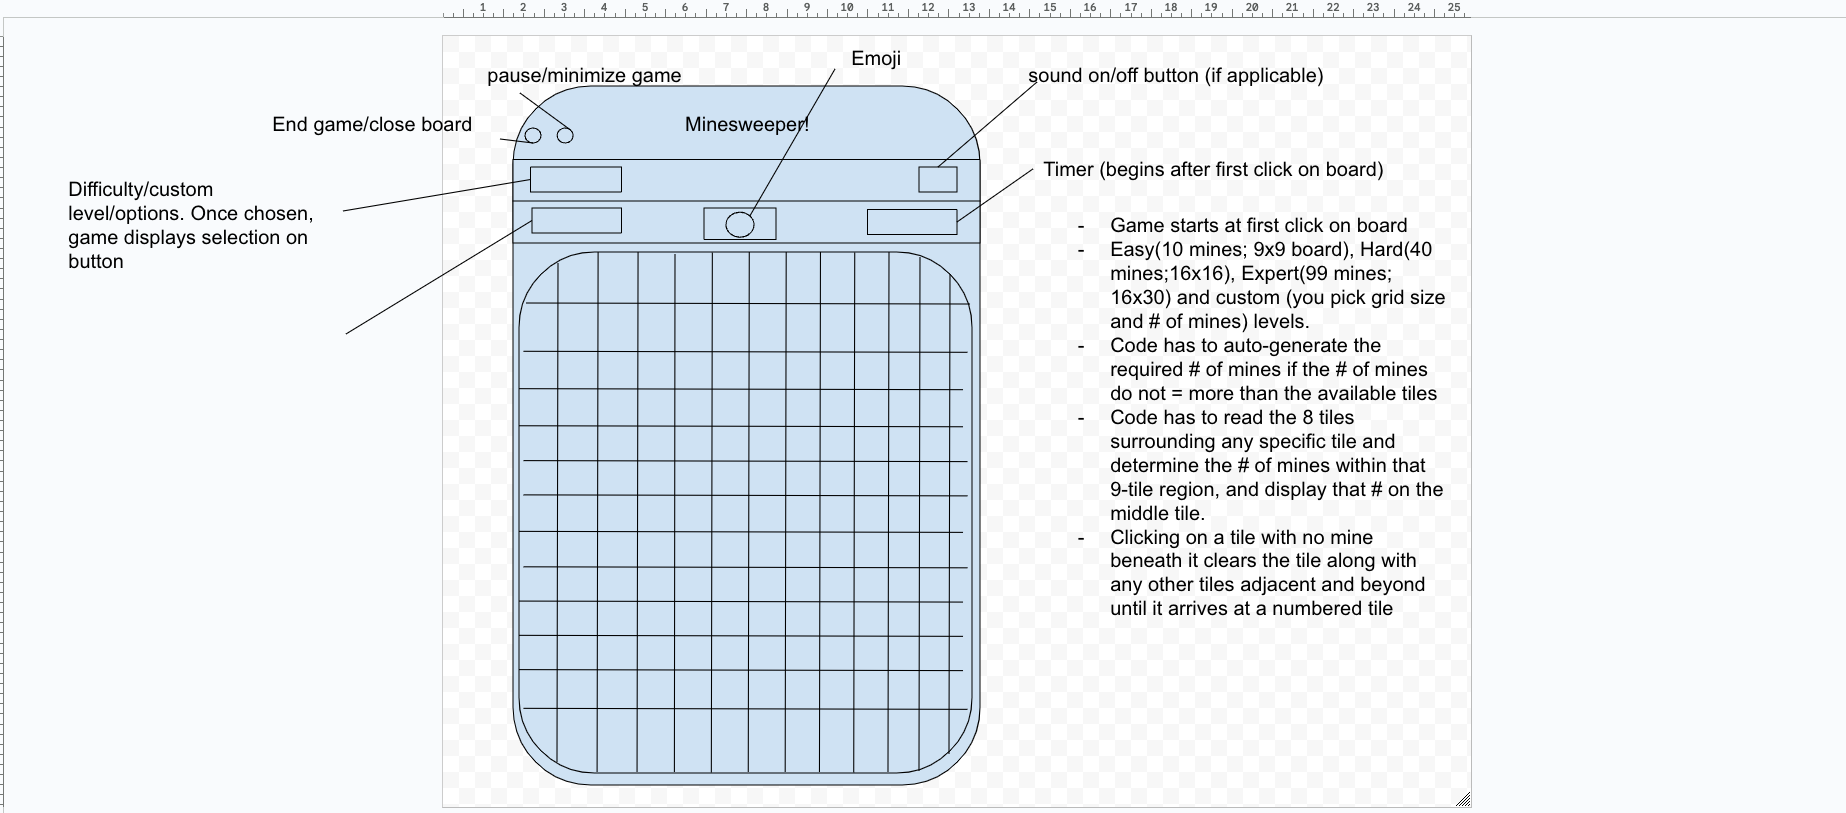 1 2 3 4 5 6 7 8 9 10 11 12 13 14 15 16 17 18 19 20 21 22 23 24 25
Emoji
pause/minimize game
sound on/off button (if applicable)
End game/close board
Minesweeper!
Timer (begins after first click on board)
Difficulty/custom
level/options. Once chosen,
game displays selection on
button
- Game starts at first click on board
- Easy(10 mines; 9x9 board), Hard(40
mines;16x16), Expert(99 mines;
16x30) and custom (you pick grid size
and # of mines) levels.
- Code has to auto-generate the
required # of mines if the # of mines
do not = more than the available tiles
- Code has to read the 8 tiles
surrounding any specific tile and
determine the # of mines within that
9-tile region, and display that # on the
middle tile.
- Clicking on a tile with no mine
beneath it clears the tile along with
any other tiles adjacent and beyond
until it arrives at a numbered tile